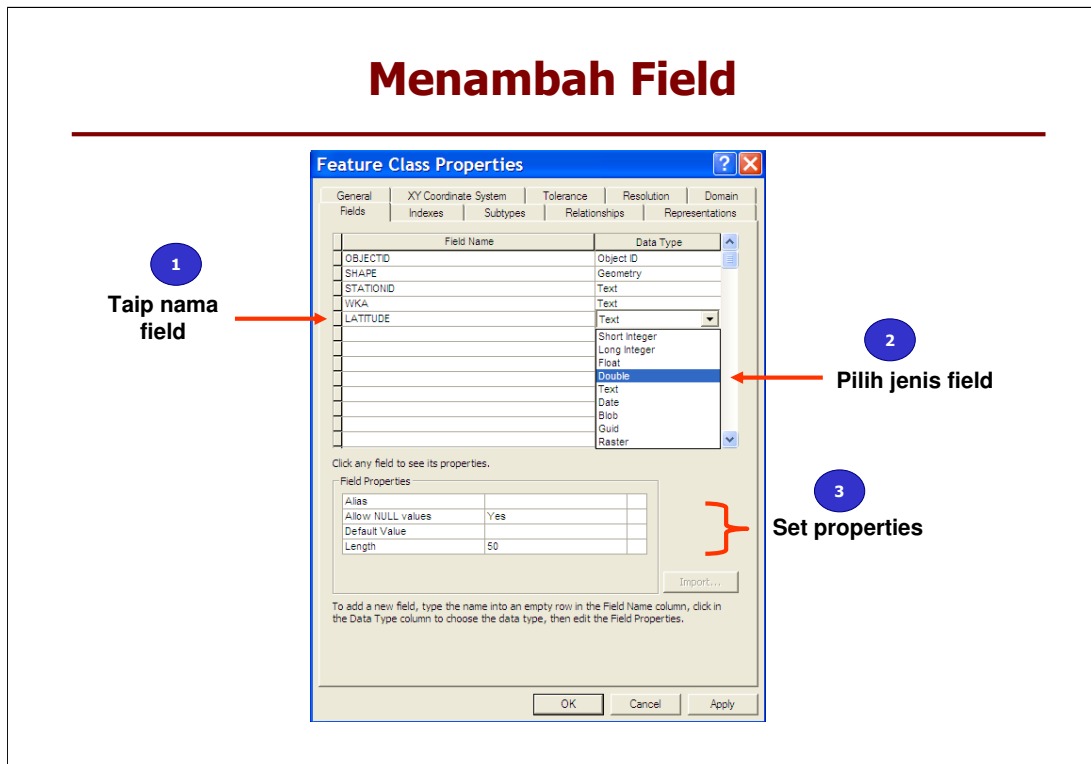 Menambah Field
Feature Class Properties
General XY Coordinate System Tolerance Resolution Domain
Fields Indexes Subtypes Relationships Representations
Field Name Data Type
OBJECTID Object ID
SHAPE Geometry
STATIONID Text
WKA Text
LATITUDE Text
Short Integer
Long Integer
Float
Double
Text
Date
Blob
Guid
Raster
1
Taip nama
field
2
Pilih jenis field
Click any field to see its properties.
Field Properties
Alias
Allow NULL values Yes
Default Value
Length 50
3
Set properties
Import...
To add a new field, type the name into an empty row in the Field Name column, click in
the Data Type column to choose the data type, then edit the Field Properties.
OK Cancel Apply